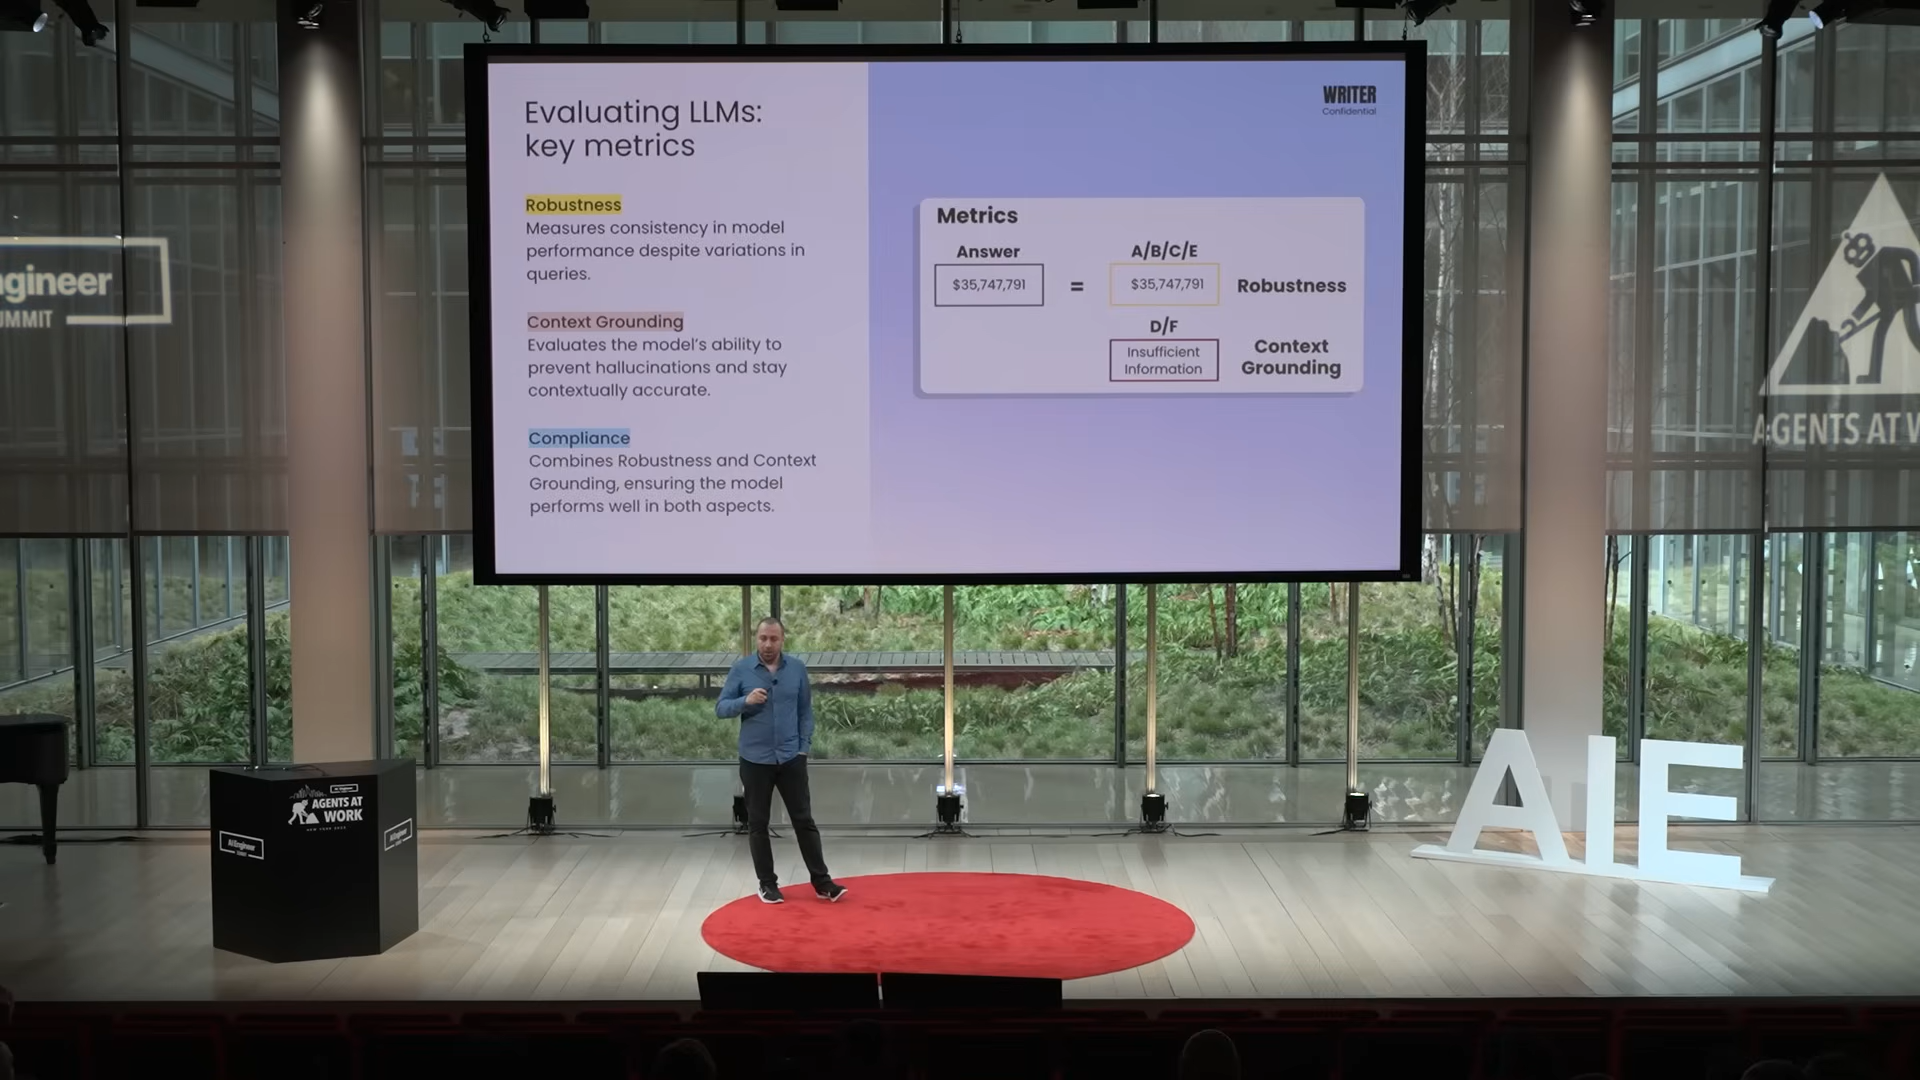 Evaluating LLMs:
key metrics
Robustness
Measures consistency in model
performance despite variations in
queries.
Context Grounding
Evaluates the model's ability to
prevent hallucinations and stay
contextually accurate.
Compliance
Combines Robustness and Context
Grounding, ensuring the model
performs well in both aspects.
WRITER
Confidential
Metrics
Answer
A/B/C/E
$35,747,791
=
$35,747,791
Robustness
D/F
Insufficient
Information
Context
Grounding
gineer
UMMIT
AGENTS AT W
AGENTS AT
WORK
AI Engineer
AIE